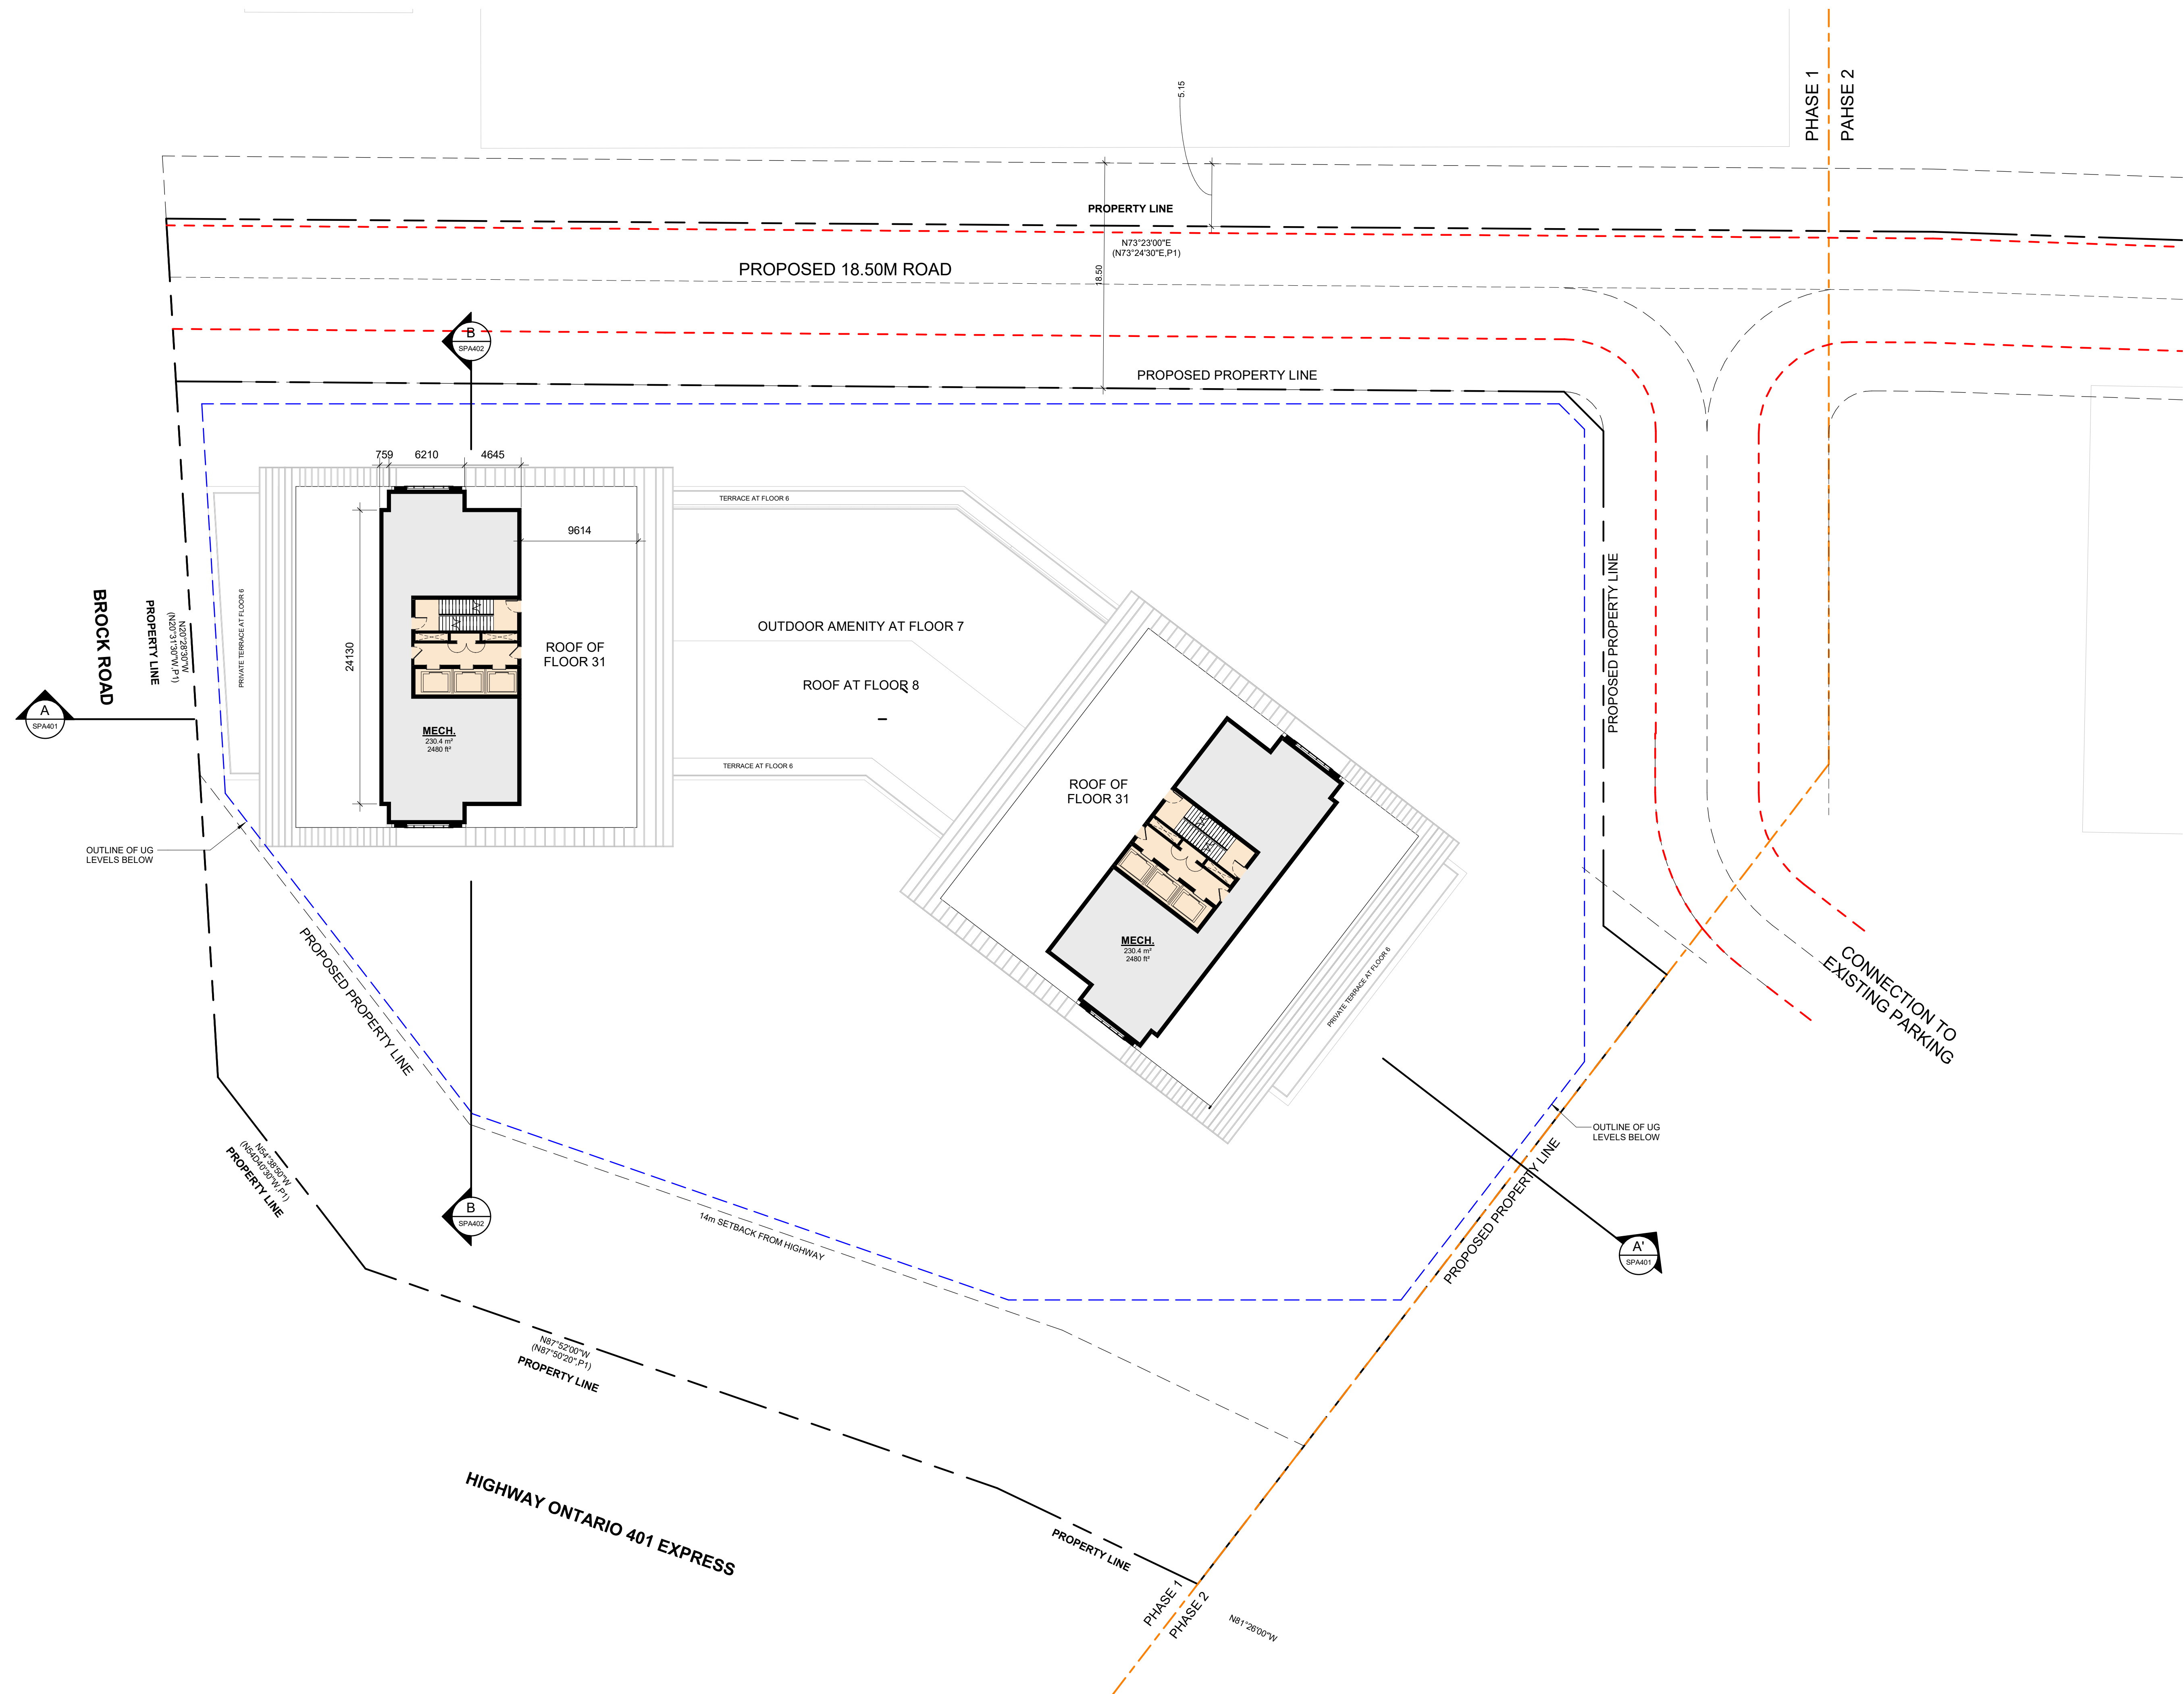 PHASE 1
PAHSE 2
5.15
PROPERTY LINE
N73°23'00"E
(N73°24'30"E,P1)
PROPOSED 18.50M ROAD
18.50
B
SPA402
PROPOSED PROPERTY LINE
759
6210
4645
TERRACE AT FLOOR 6
9614
24130
PRIVATE TERRACE AT FLOOR 6
BROCK ROAD
PROPERTY LINE
N20°28'30"W
(N20°31'30"W,P1)
A
SPA401
ROOF OF
FLOOR 31
OUTDOOR AMENITY AT FLOOR 7
ROOF AT FLOOR 8
PROPOSED PROPERTY LINE
MECH.
230.4 m²
2480 ft²
TERRACE AT FLOOR 6
ROOF OF
FLOOR 31
OUTLINE OF UG
LEVELS BELOW
MECH.
230.4 m²
2480 ft²
PRIVATE TERRACE AT FLOOR 6
CONNECTION TO
EXISTING PARKING
PROPOSED PROPERTY LINE
OUTLINE OF UG
LEVELS BELOW
N54°38'50"W
(N54D40'30"W,P1)
PROPERTY LINE
B
SPA402
14m SETBACK FROM HIGHWAY
PROPOSED PROPERTY LINE
A'
SPA401
N87°52'00"W
(N87°50'20",P1)
PROPERTY LINE
HIGHWAY ONTARIO 401 EXPRESS
PROPERTY LINE
PHASE 1
PHASE 2
N81°26'00"W